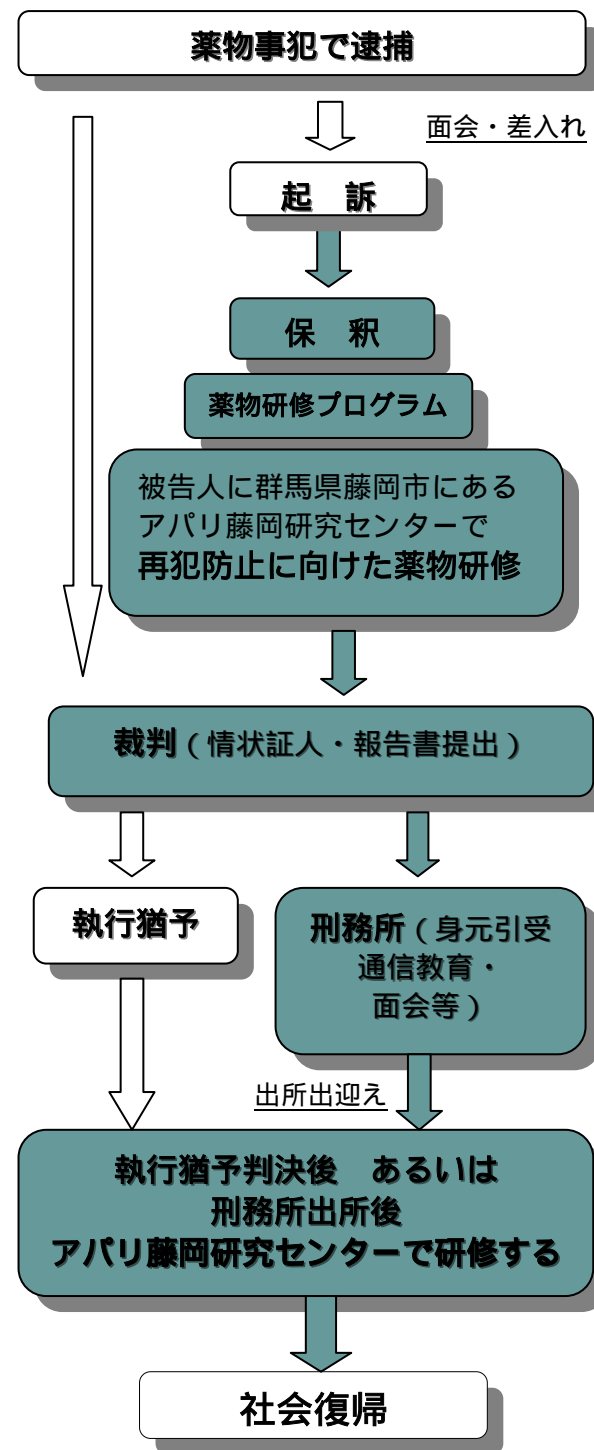 薬物事犯で逮捕
面会・差入れ
起　訴
保　釈
薬物研修プログラム
被告人に群馬県藤岡市にある
アパリ藤岡研究センターで
再犯防止に向けた薬物研修
裁判（情状証人・報告書提出）
執行猶予
刑務所（身元引受
通信教育・
面会等）
出所出迎え
執行猶予判決後　あるいは
刑務所出所後
アパリ藤岡研究センターで研修する
社会復帰